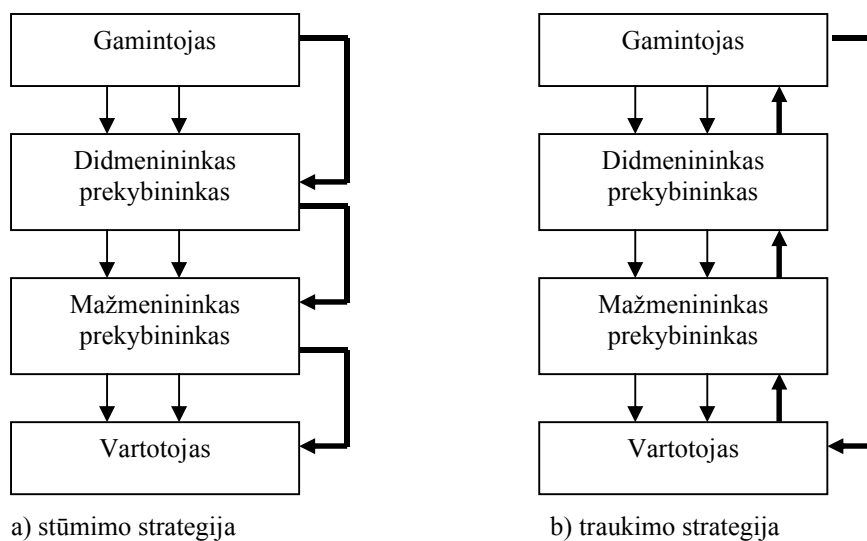 Gamintojas
Didmenininkas
prekybininkas
Mažmenininkas
prekybininkas
Vartotojas
a) stūmimo strategija
Gamintojas
Didmenininkas
prekybininkas
Mažmenininkas
prekybininkas
Vartotojas
b) traukimo strategija